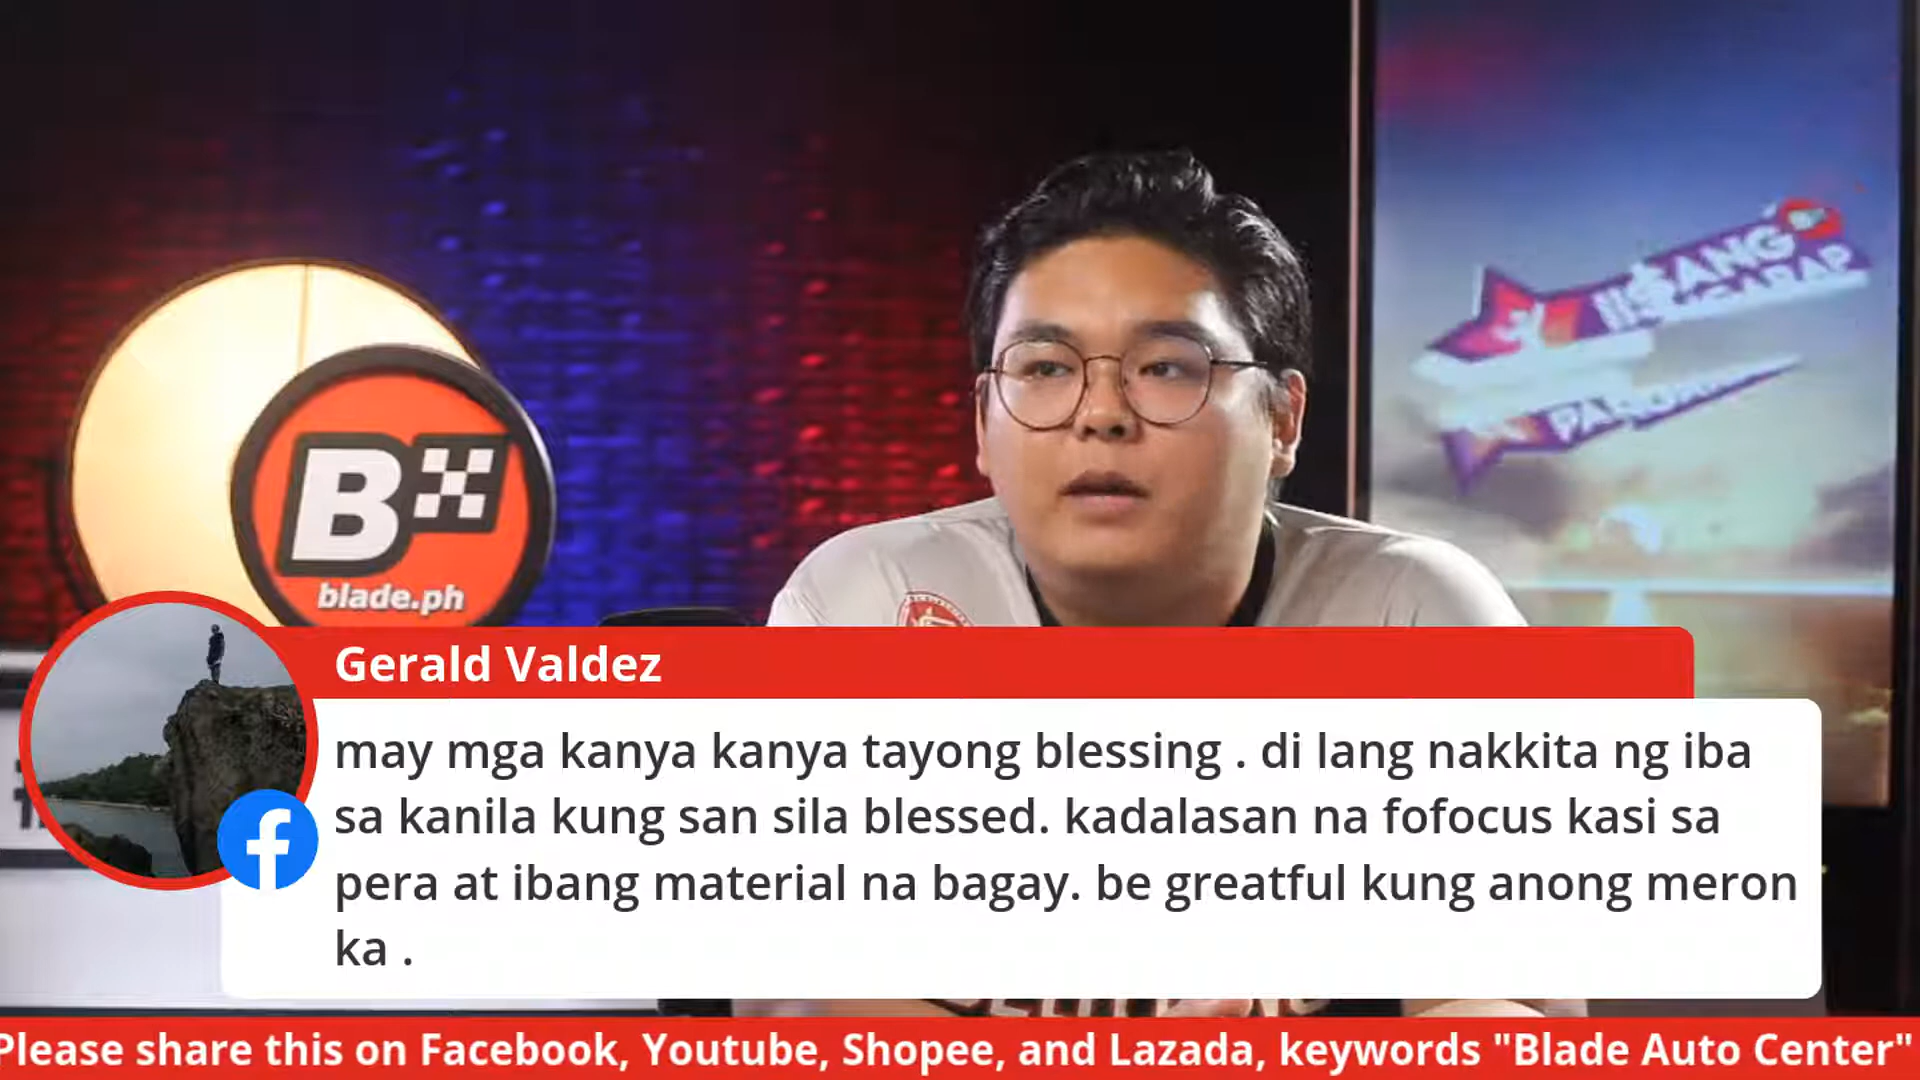 B
blade.ph
Gerald Valdez
may mga kanya kanya tayong blessing . di lang nakkita ng iba
sa kanila kung san sila blessed. kadalasan na fofocus kasi sa
pera at ibang material na bagay. be greatful kung anong meron
ka .
Please share this on Facebook, Youtube, Shopee, and Lazada, keywords "Blade Auto Center"